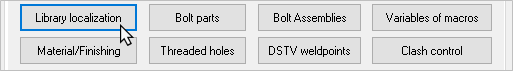 Library localization Bolt parts Bolt Assemblies Variables of macros
Material/Finishing Threaded holes DSTV weldpoints Clash control